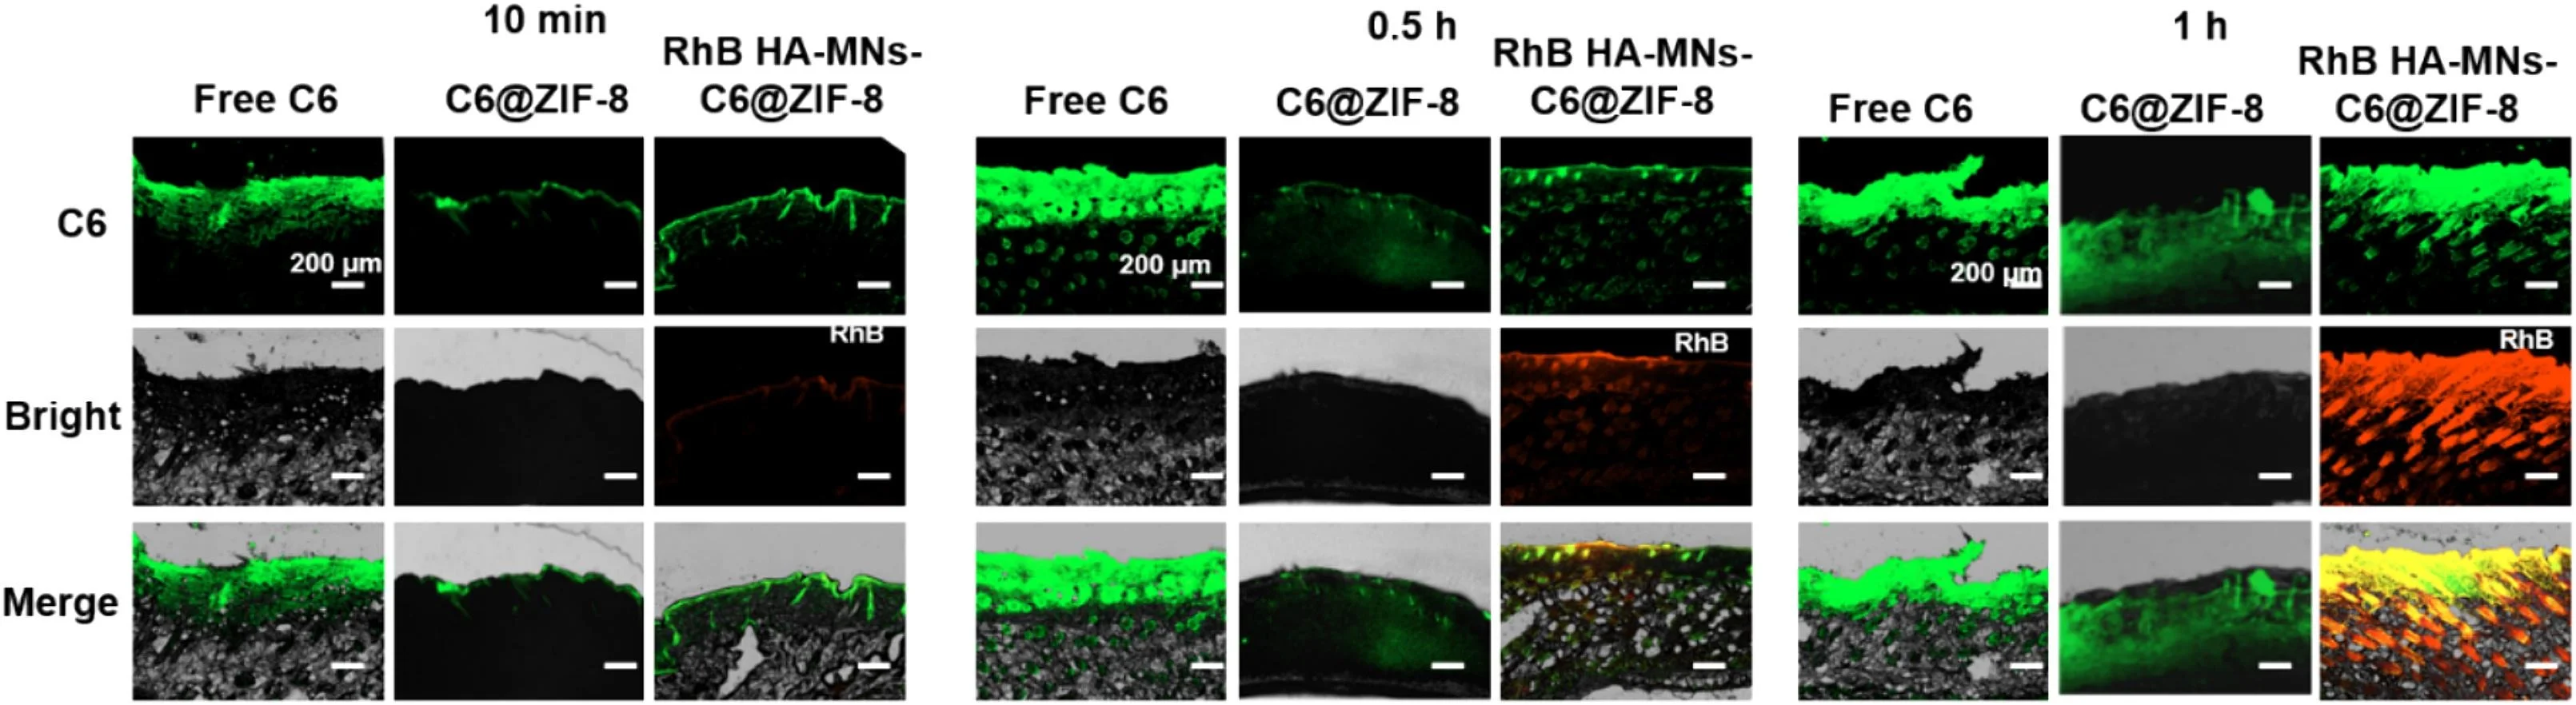 10 min
0.5 h
1 h
Free C6
C6@ZIF-8
RhB HA-MNs-
C6@ZIF-8
Free C6
C6@ZIF-8
RhB HA-MNs-
C6@ZIF-8
Free C6
C6@ZIF-8
RhB HA-MNs-
C6@ZIF-8
C6
200 µm
200 µm
200 µm
Bright
RhB
RhB
RhB
Merge